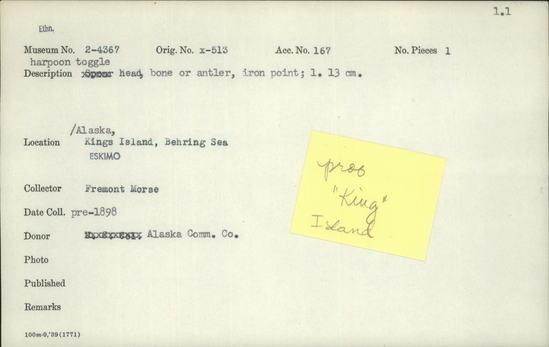 1.1
Ethn.
Museum No. 2-4367 Orig. No. x-513 Acc. No. 167 No. Pieces 1
harpoon toggle
Description Spear head, bone or antler, iron point; l. 13 cm.
/Alaska,
Location Kings Island, Behring Sea
ESKIMO
Collector Fremont Morse
Date Coll. pre-1898
Donor Alaska Comm. Co.
Photo
Published
Remarks
100m-9,'39(1771)
prob
"King"
Island